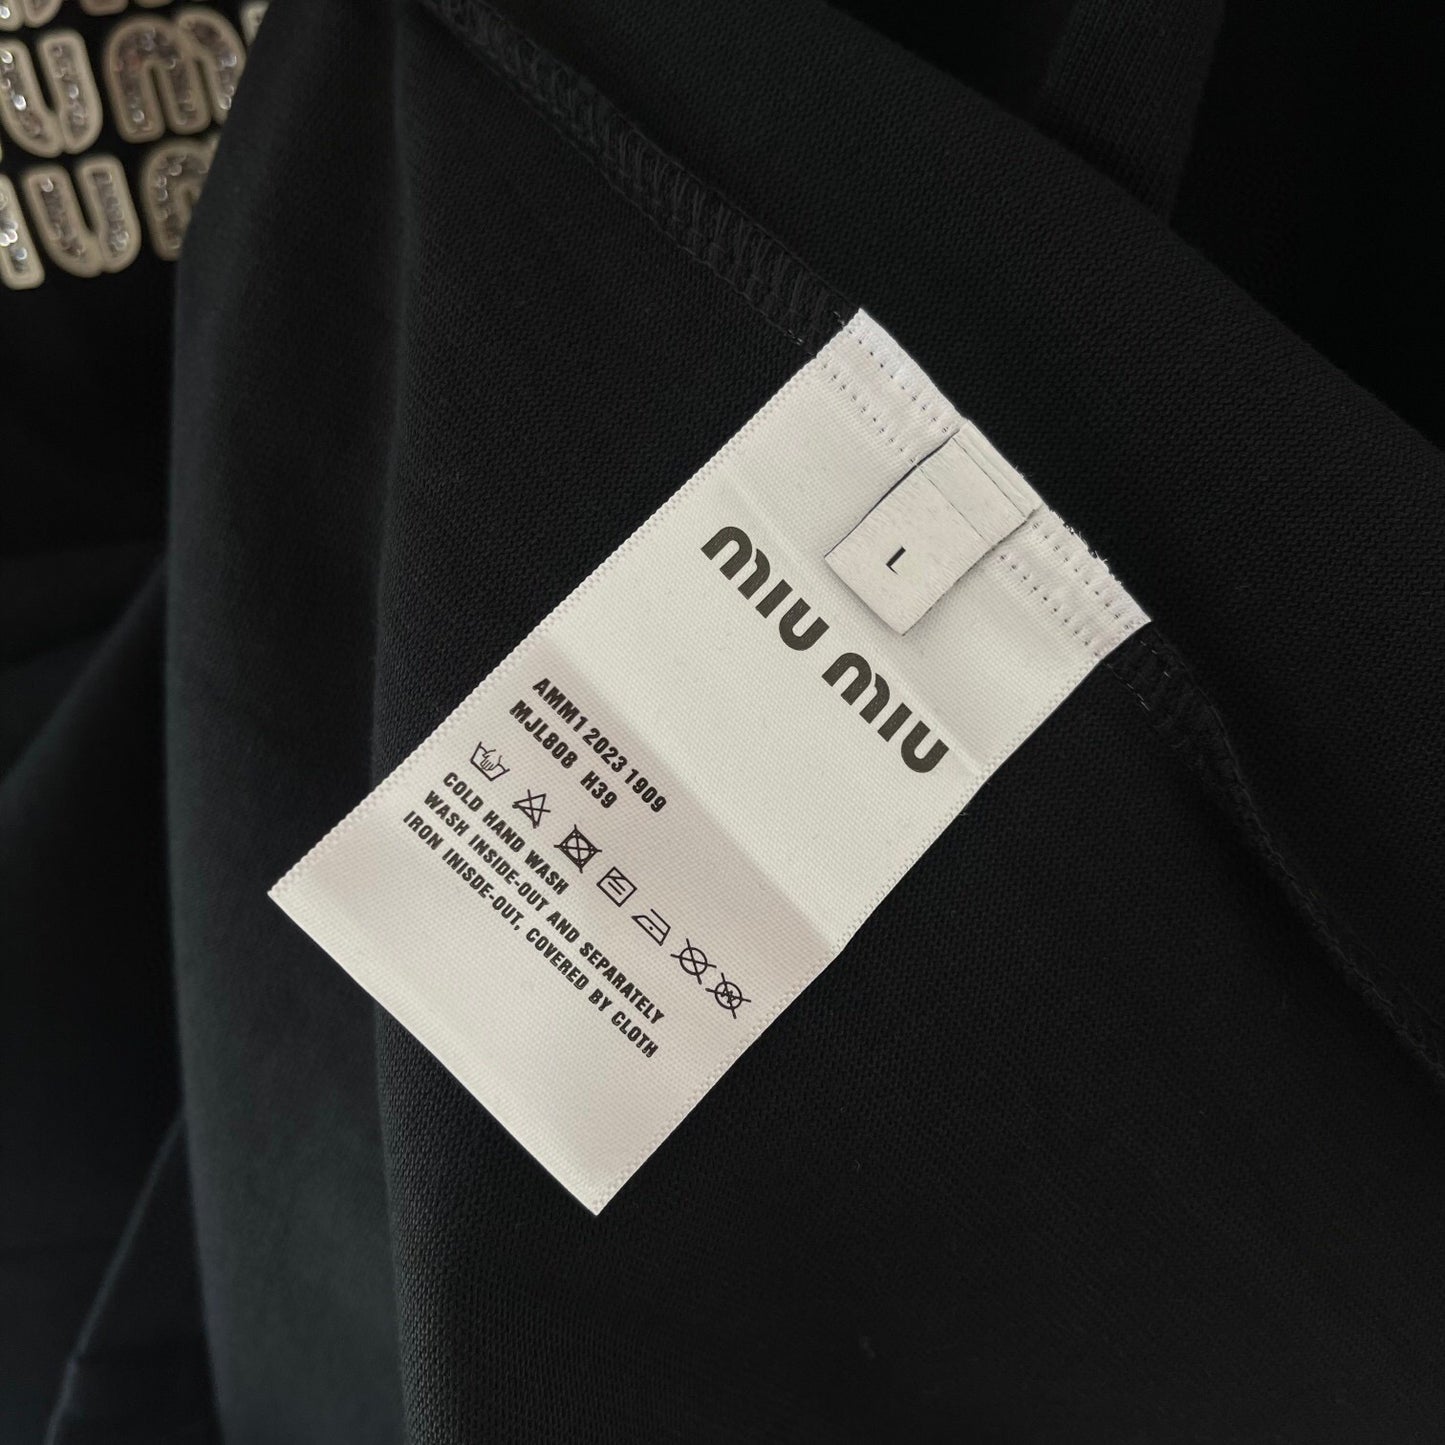 L
MIU MIU
AMM1 2023 1909
MJL808 H39
COLD HAND WASH
WASH INSIDE-OUT AND SEPARATELY
IRON INISDE-OUT, COVERED BY CLOTH